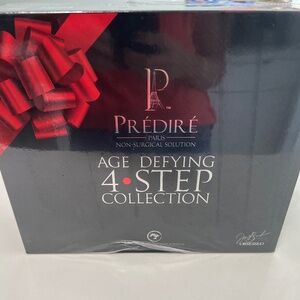 P
PRÉDIRÉ
PARIS
NON-SURGICAL SOLUTION
AGE DEFYING
4•STEP
COLLECTION